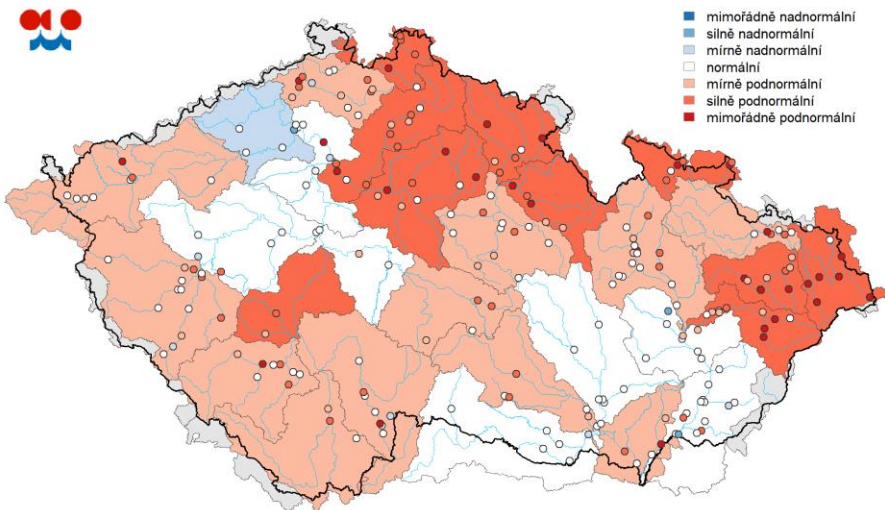 mimořádně nadnormální
silně nadnormální
mírně nadnormální
normální
mírně podnormální
silně podnormální
mimořádně podnormální